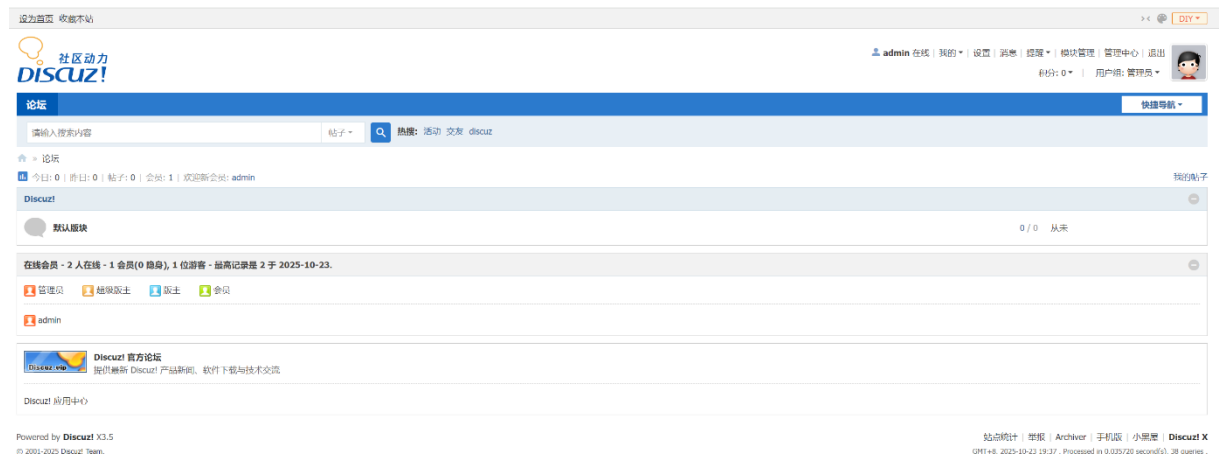 设为首页 收藏本站
DIY
社区动力
DISCUZ!
admin 在线 | 我的 | 设置 | 消息 | 提醒 | 模块管理 | 管理中心 | 退出
积分: 0 | 用户组: 管理员
论坛
快捷导航
请输入搜索内容 帖子 热搜: 活动 交友 discuz
» 论坛
今日: 0 | 昨日: 0 | 帖子: 0 | 会员: 1 | 欢迎新会员: admin
我的帖子
Discuz!
默认版块 0 / 0 从未
在线会员 - 2 人在线 - 1 会员(0 隐身), 1 位游客 - 最高记录是 2 于 2025-10-23.
管理员 超级版主 版主 会员
admin
Discuz! vip
Discuz! 官方论坛
提供最新 Discuz! 产品新闻、软件下载与技术交流
Discuz! 应用中心
Powered by Discuz! X3.5
站点统计 | 举报 | Archiver | 手机版 | 小黑屋 | Discuz! X
© 2001-2025 Discuz! Team.
GMT+8, 2025-10-23 19:37 , Processed in 0.035720 second(s), 38 queries .